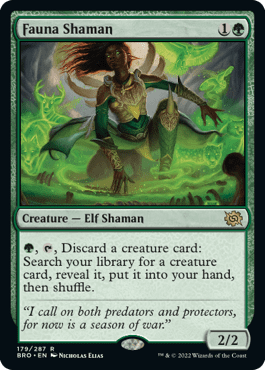 Fauna Shaman 1
Creature — Elf Shaman
, , Discard a creature card:
Search your library for a creature
card, reveal it, put it into your hand,
then shuffle.
“I call on both predators and protectors,
for now is a season of war.”
2/2
179/287 R
BRO • EN Nicholas Elias
™ & © 2022 Wizards of the Coast